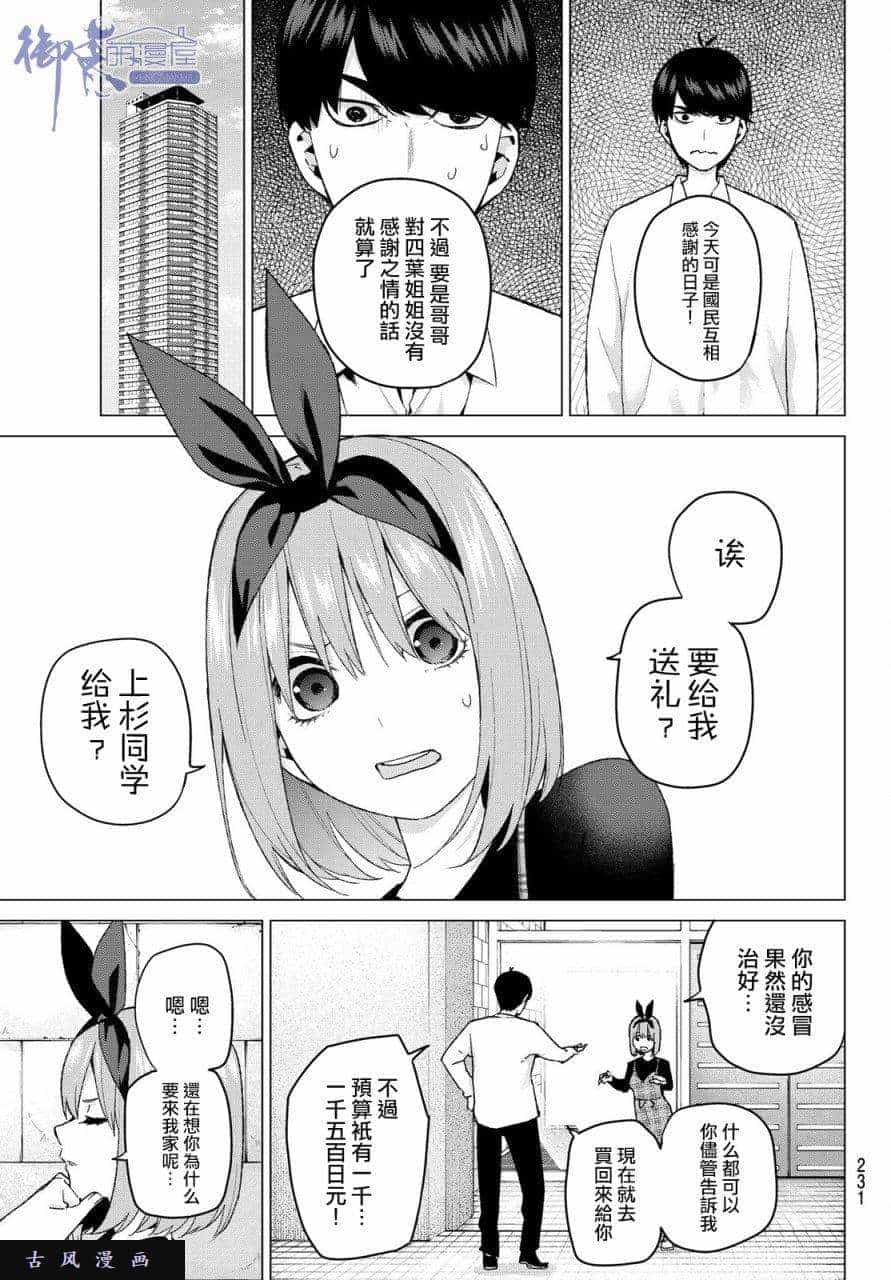 御書
萌漫屋
今天可是國民互相
感謝的日子！
不過 要是哥哥
對四葉姐姐沒有
感謝之情的話
就算了
诶
要给我
送礼？
上杉同学
给我？
你的感冒
果然還沒
治好…
什么都可以
你儘管告訴我
現在就去
買回來給你
不過
預算衹有一千…
一千五百日元！
嗯…
嗯…
還在想你為什么
要來我家呢…
231
古风漫画